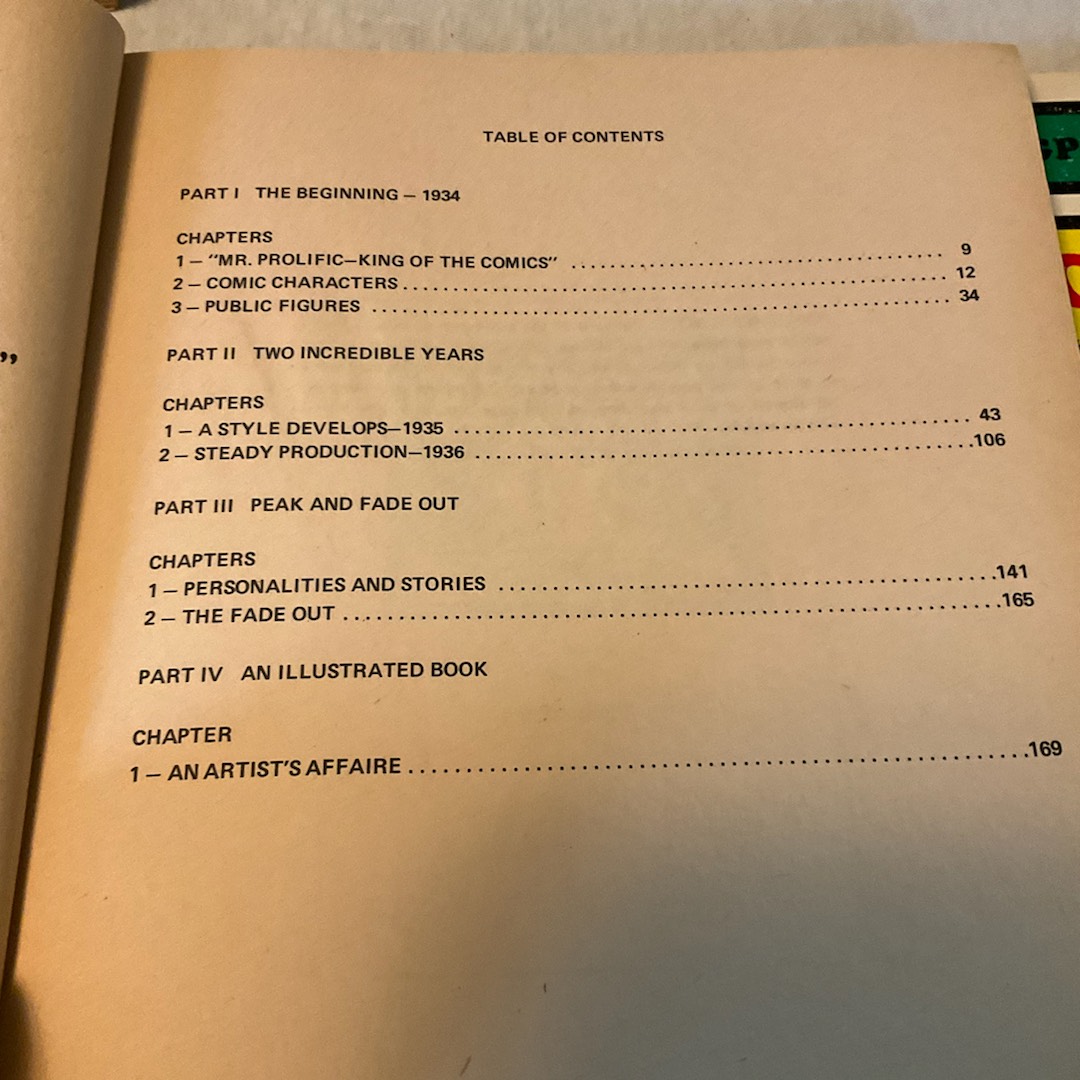 ”
TABLE OF CONTENTS
PART I THE BEGINNING — 1934
CHAPTERS
1 — “MR. PROLIFIC—KING OF THE COMICS” .......................................... 9
2 — COMIC CHARACTERS .............................................................. 12
3 — PUBLIC FIGURES .................................................................. 34
PART II TWO INCREDIBLE YEARS
CHAPTERS
1 — A STYLE DEVELOPS—1935 ........................................................ 43
2 — STEADY PRODUCTION—1936 ...................................................... 106
PART III PEAK AND FADE OUT
CHAPTERS
1 — PERSONALITIES AND STORIES .................................................... 141
2 — THE FADE OUT .................................................................... 165
PART IV AN ILLUSTRATED BOOK
CHAPTER
1 — AN ARTIST’S AFFAIRE ............................................................ 169